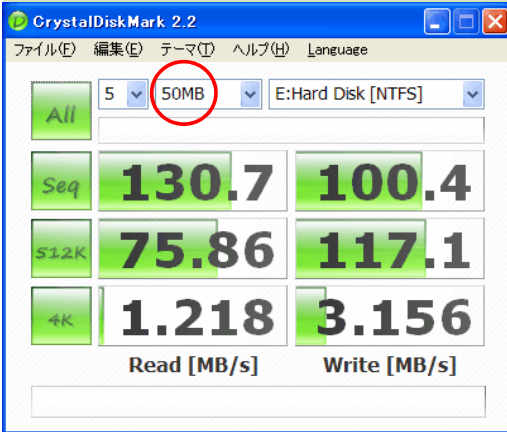 CrystalDiskMark 2.2
ファイル(F) 編集(E) テーマ(T) ヘルプ(H) Language
All 5 50MB E:Hard Disk [NTFS]
Seq 130.7 100.4
512K 75.86 117.1
4K 1.218 3.156
Read [MB/s] Write [MB/s]